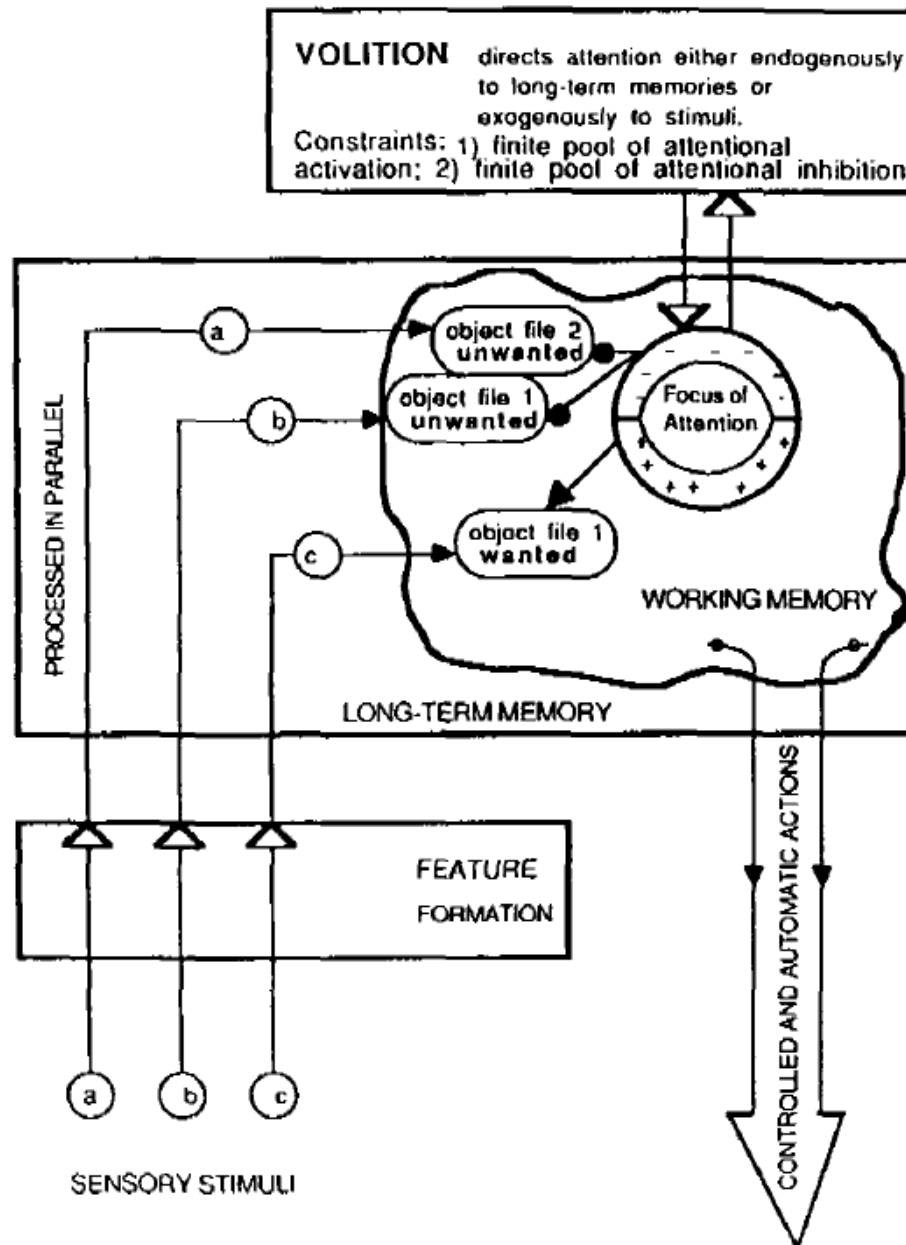 VOLITION directs attention either endogenously
to long-term memories or
exogenously to stimuli.
Constraints: 1) finite pool of attentional
activation; 2) finite pool of attentional inhibition
a
object file 2
unwanted
b
object file 1
unwanted
Focus of
Attention
c
object file 1
wanted
PROCESSED IN PARALLEL
WORKING MEMORY
LONG-TERM MEMORY
FEATURE
FORMATION
CONTROLLED AND AUTOMATIC ACTIONS
a
b
c
SENSORY STIMULI